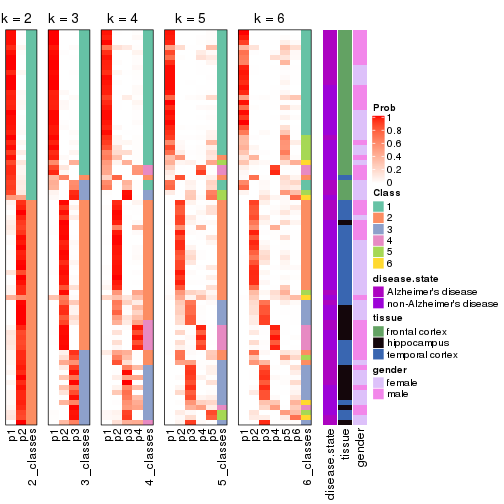 k = 2
k = 3
k = 4
k = 5
k = 6
Prob
1
0.8
0.6
0.4
0.2
0
Class
1
2
3
4
5
6
disease.state
Alzheimer's disease
non-Alzheimer's disease
tissue
frontal cortex
hippocampus
temporal cortex
gender
female
male
p1
p2
2_classes
p1
p2
p3
3_classes
p1
p2
p3
p4
4_classes
p1
p2
p3
p4
p5
5_classes
p1
p2
p3
p4
p5
p6
6_classes
disease.state
tissue
gender